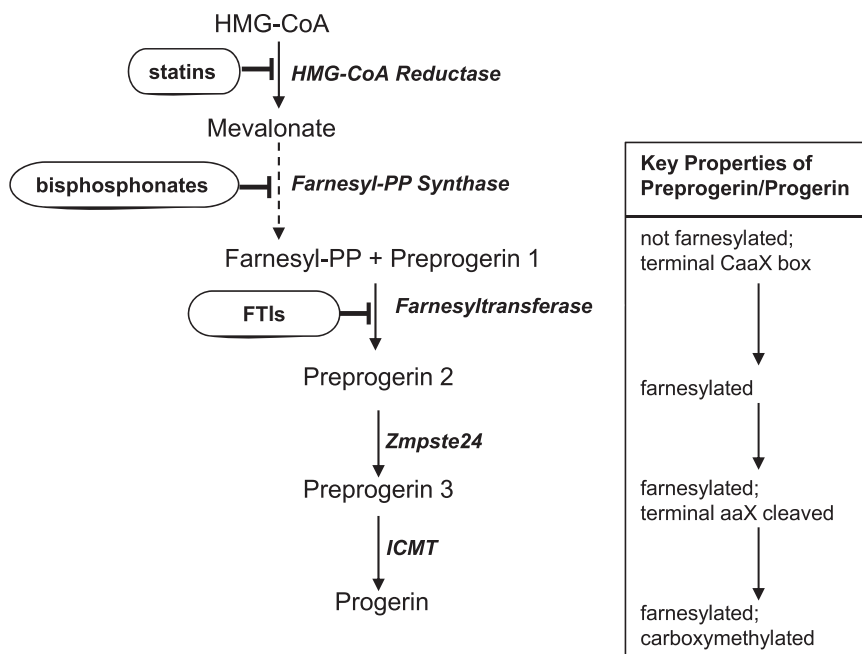 HMG-CoA
statins
HMG-CoA Reductase
Mevalonate
bisphosphonates
Farnesyl-PP Synthase
Farnesyl-PP + Preprogerin 1
FTIs
Farnesyltransferase
Preprogerin 2
Zmpste24
Preprogerin 3
ICMT
Progerin
Key Properties of
Preprogerin/Progerin
not farnesylated;
terminal CaaX box
farnesylated
farnesylated;
terminal aaX cleaved
farnesylated;
carboxymethylated